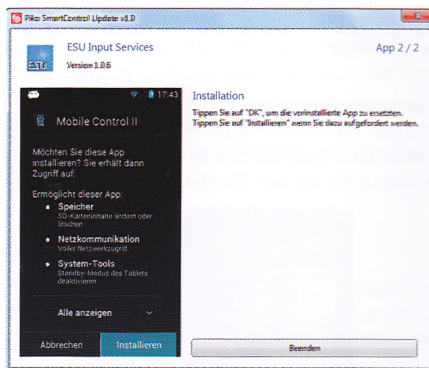 Piko SmartControl Update v1.0
ESU Input Services
App 2 / 2
ESU
Version 1.0.6
17:43
Mobile Control II
Möchten Sie diese App
installieren? Sie erhält dann
Zugriff auf:
Ermöglicht dieser App:
Speicher
SD-Karteninhalte ändern oder
löschen
Netzkommunikation
Voller Netzwerkzugriff
System-Tools
Standby-Modus des Tablets
deaktivieren
Alle anzeigen
Abbrechen
Installieren
Installation
Tippen Sie auf "OK", um die vorinstallierte App zu ersetzen.
Tippen Sie auf "Installieren" wenn Sie dazu aufgefordert werden.
Beenden